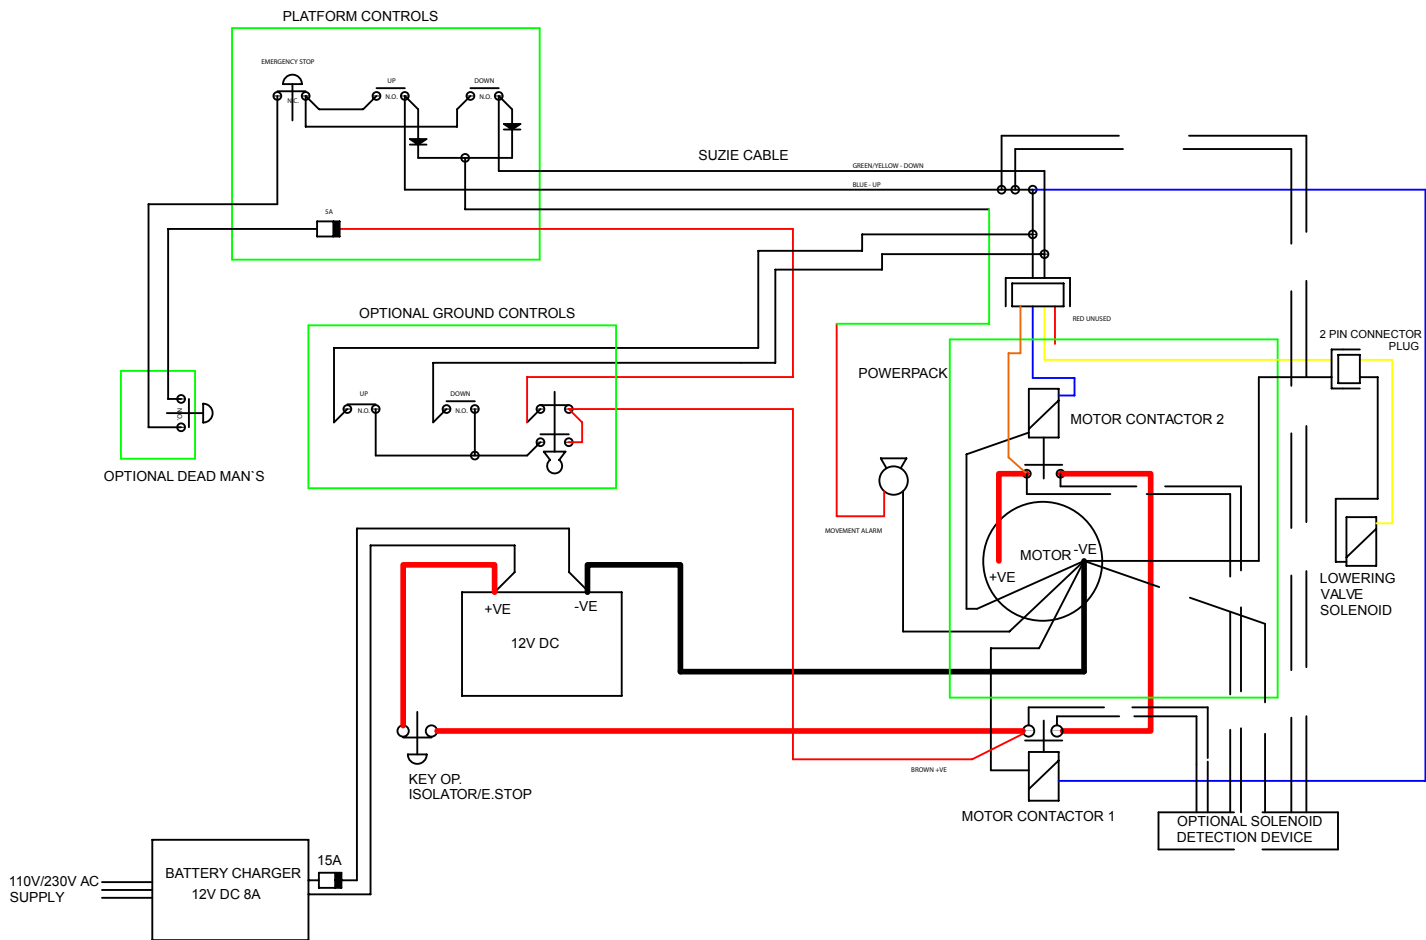 PLATFORM CONTROLS
EMERGENCY STOP
UP
DOWN
N.C.
N.O.
N.O.
SUZIE CABLE
GREEN/YELLOW - DOWN
BLUE - UP
5A
OPTIONAL GROUND CONTROLS
RED UNUSED
2 PIN CONNECTOR
PLUG
POWERPACK
UP
DOWN
N.O.
N.O.
N.O.
MOTOR CONTACTOR 2
OPTIONAL DEAD MAN`S
MOVEMENT ALARM
MOTOR
-VE
+VE
LOWERING
VALVE
SOLENOID
+VE
-VE
12V DC
KEY OP.
ISOLATOR/E.STOP
BROWN +VE
MOTOR CONTACTOR 1
OPTIONAL SOLENOID
DETECTION DEVICE
15A
BATTERY CHARGER
12V DC 8A
110V/230V AC
SUPPLY